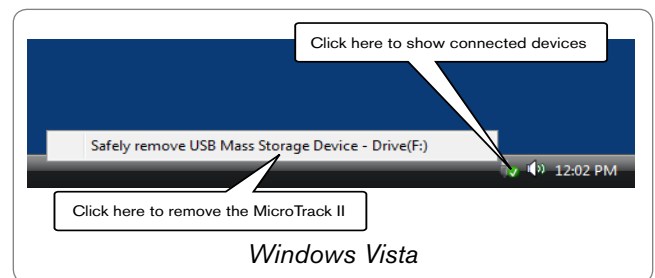 Click here to show connected devices
Safely remove USB Mass Storage Device - Drive(F:)
12:02 PM
Click here to remove the MicroTrack II
Windows Vista